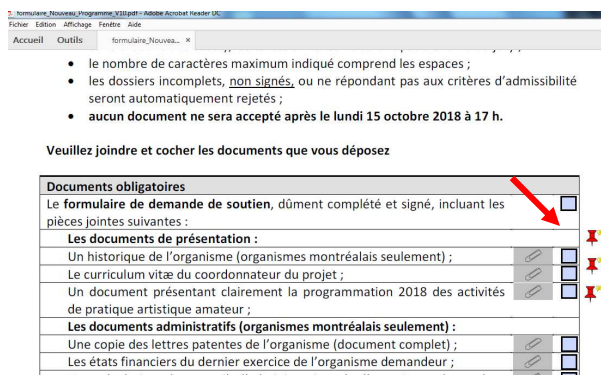 formulaire_Nouveau_Programme_V10.pdf - Adobe Acrobat Reader DC
Fichier Edition Affichage Fenêtre Aide
Accueil Outils formulaire_Nouvea... ×
• le nombre de caractères maximum indiqué comprend les espaces ;
• les dossiers incomplets, non signés, ou ne répondant pas aux critères d’admissibilité
seront automatiquement rejetés ;
• aucun document ne sera accepté après le lundi 15 octobre 2018 à 17 h.
Veuillez joindre et cocher les documents que vous déposez
Documents obligatoires
Le formulaire de demande de soutien, dûment complété et signé, incluant les
pièces jointes suivantes :
Les documents de présentation :
Un historique de l’organisme (organismes montréalais seulement) ;
Le curriculum vitæ du coordonnateur du projet ;
Un document présentant clairement la programmation 2018 des activités
de pratique artistique amateur ;
Les documents administratifs (organismes montréalais seulement) :
Une copie des lettres patentes de l’organisme (document complet) ;
Les états financiers du dernier exercice de l’organisme demandeur ;